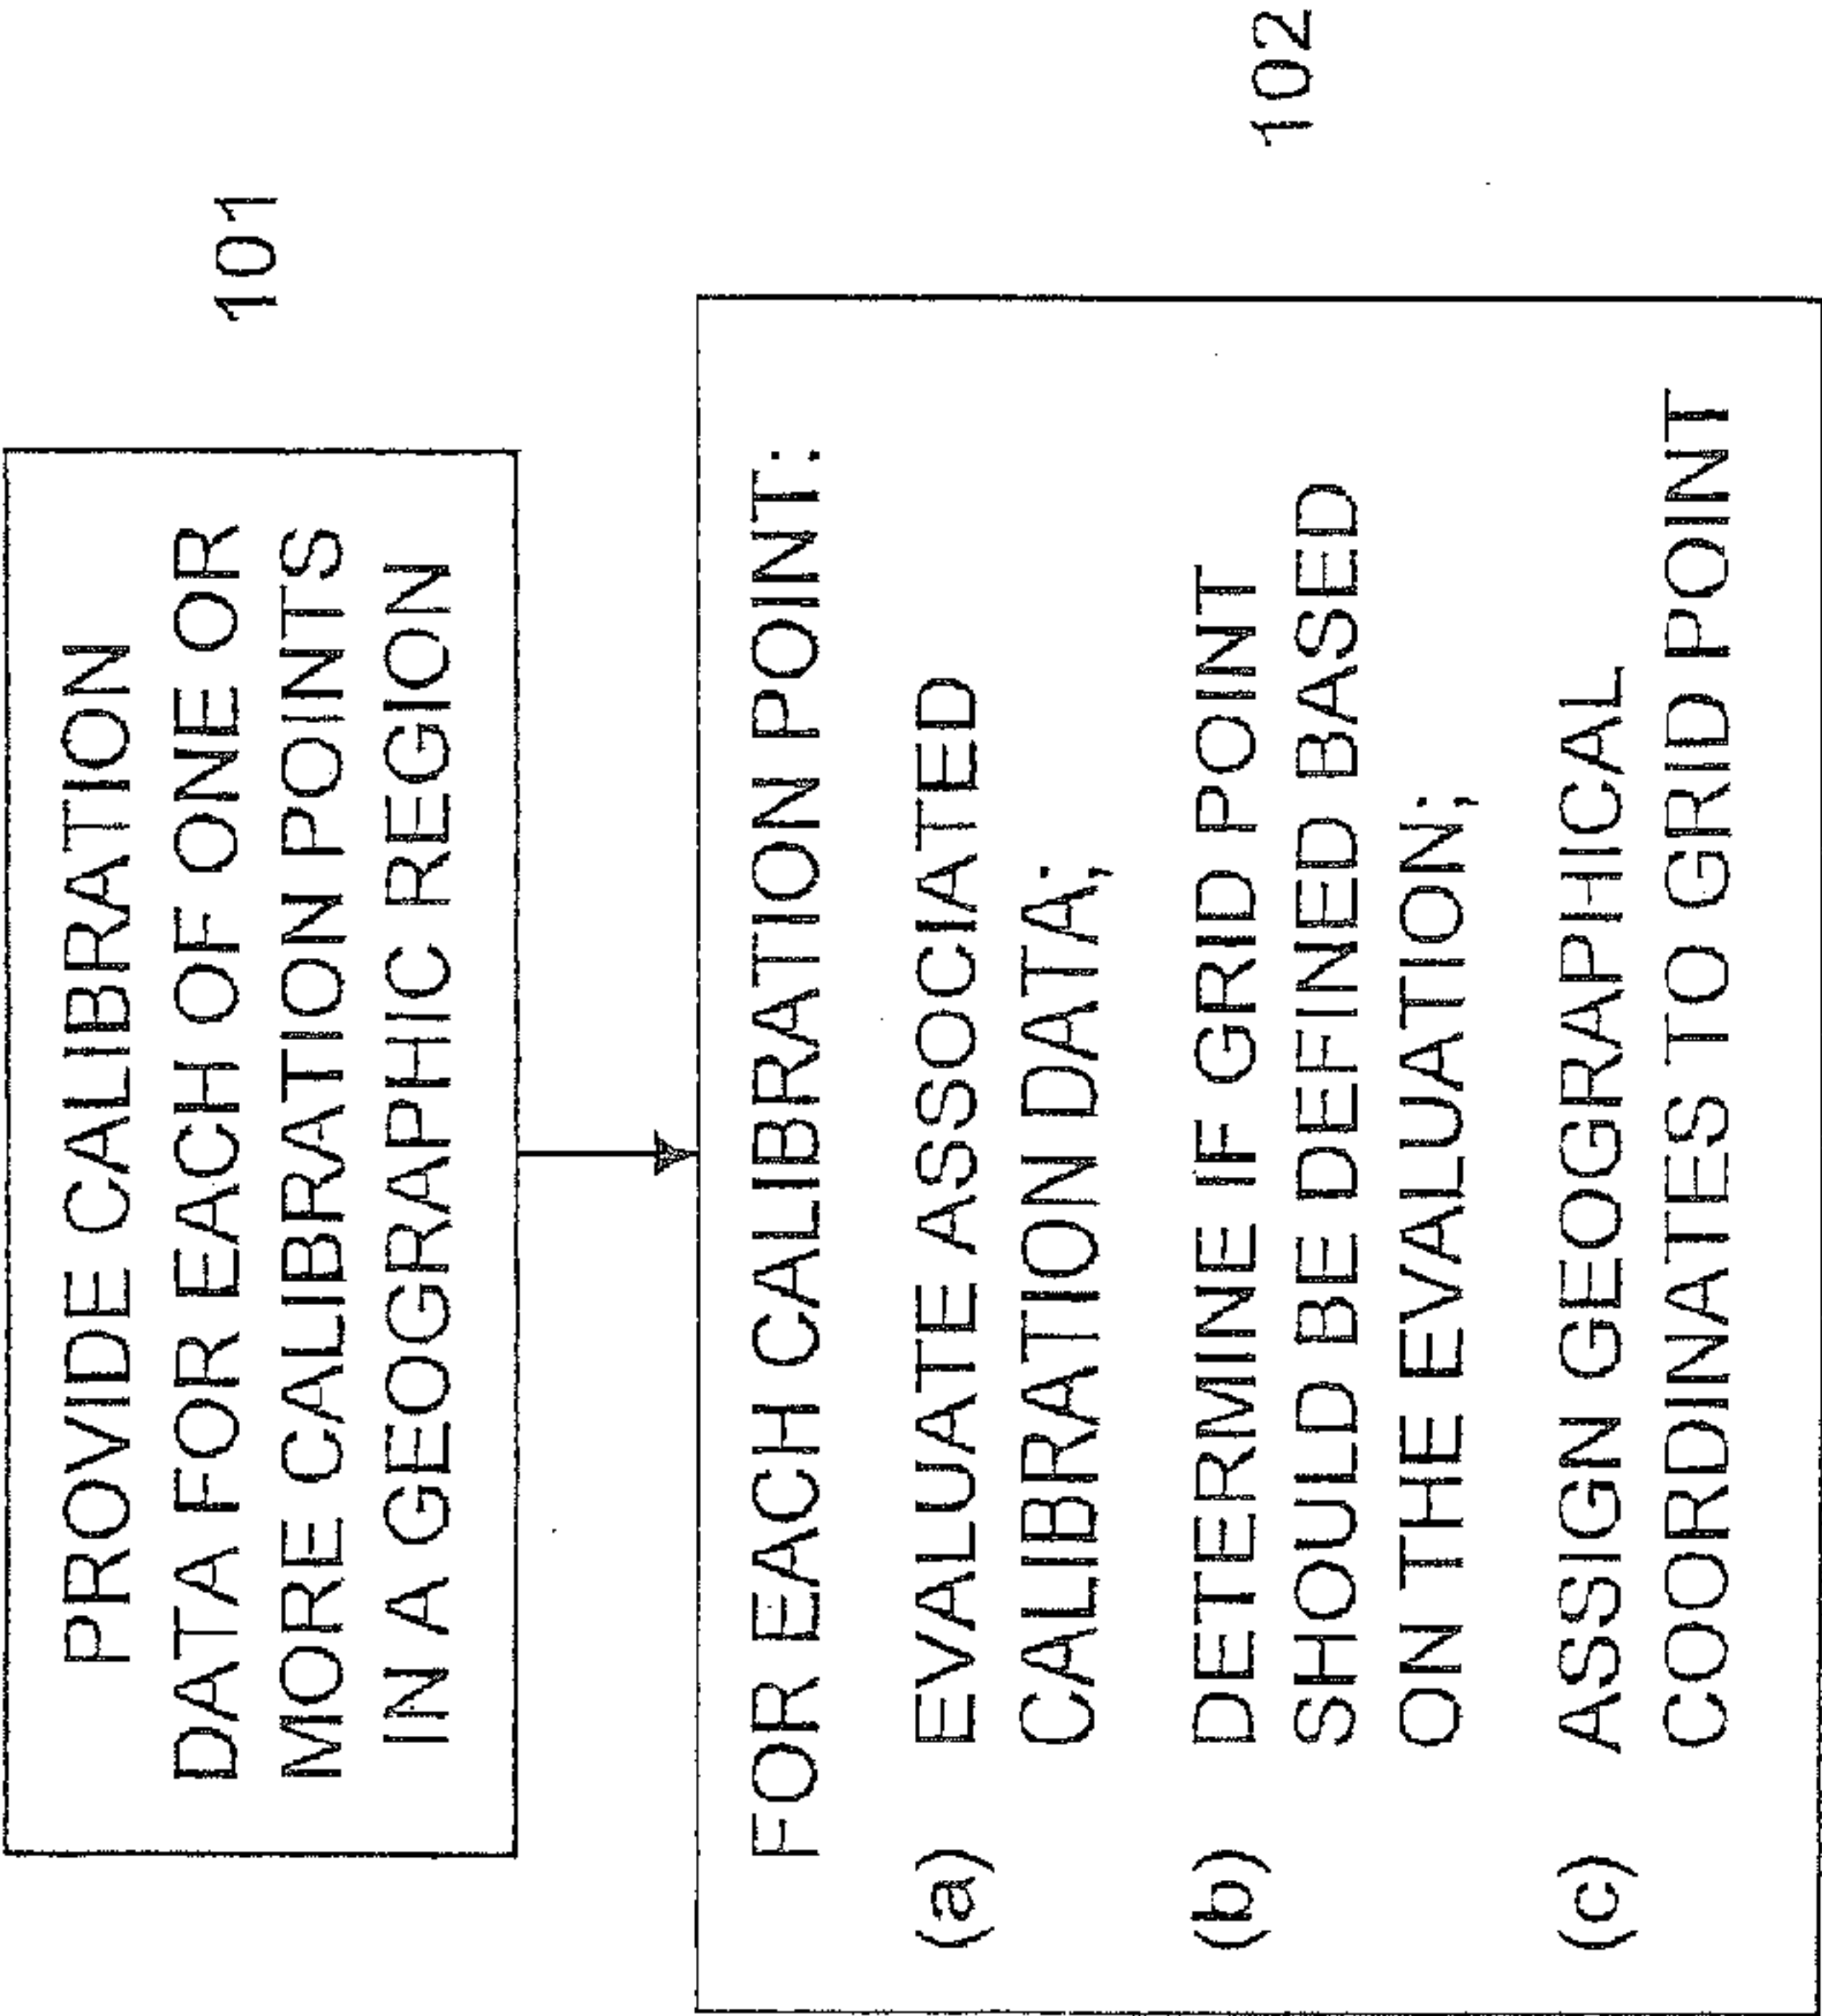 PROVIDE CALIBRATION
DATA FOR EACH OF ONE OR
MORE CALIBRATION POINTS
IN A GEOGRAPHIC REGION
101
FOR EACH CALIBRATION POINT:
(a) EVALUATE ASSOCIATED
CALIBRATION DATA;
(b) DETERMINE IF GRID POINT
SHOULD BE DEFINED BASED
ON THE EVALUATION;
(c) ASSIGN GEOGRAPHICAL
COORDINATES TO GRID POINT
102